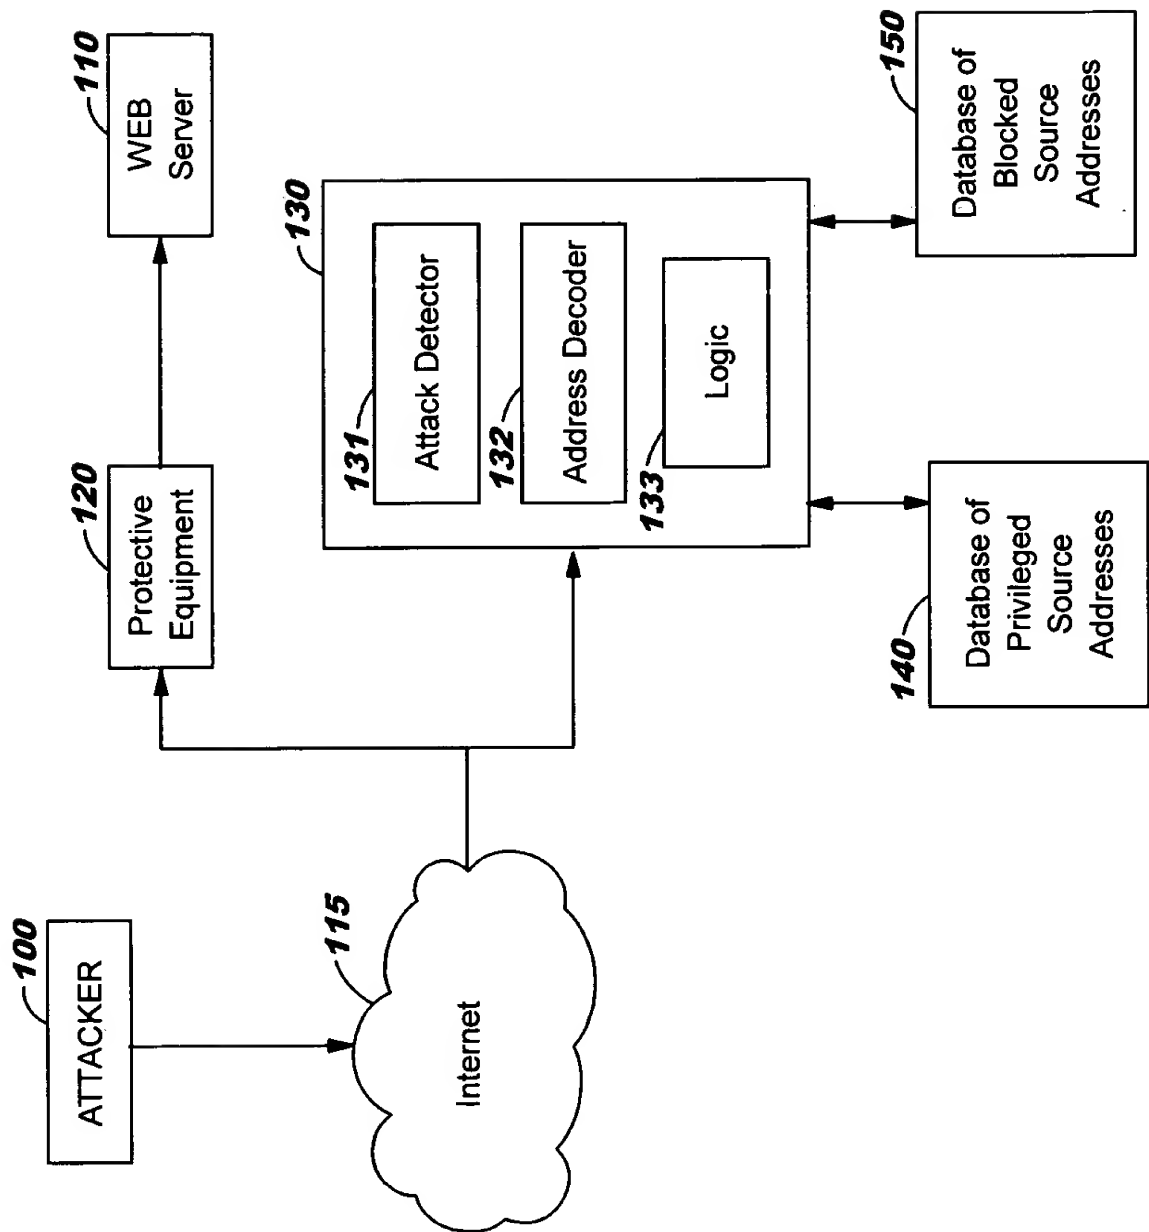 100
ATTACKER
115
Internet
120
Protective
Equipment
110
WEB
Server
130
131
Attack Detector
132
Address Decoder
133
Logic
140
Database of
Privileged
Source
Addresses
150
Database of
Blocked
Source
Addresses